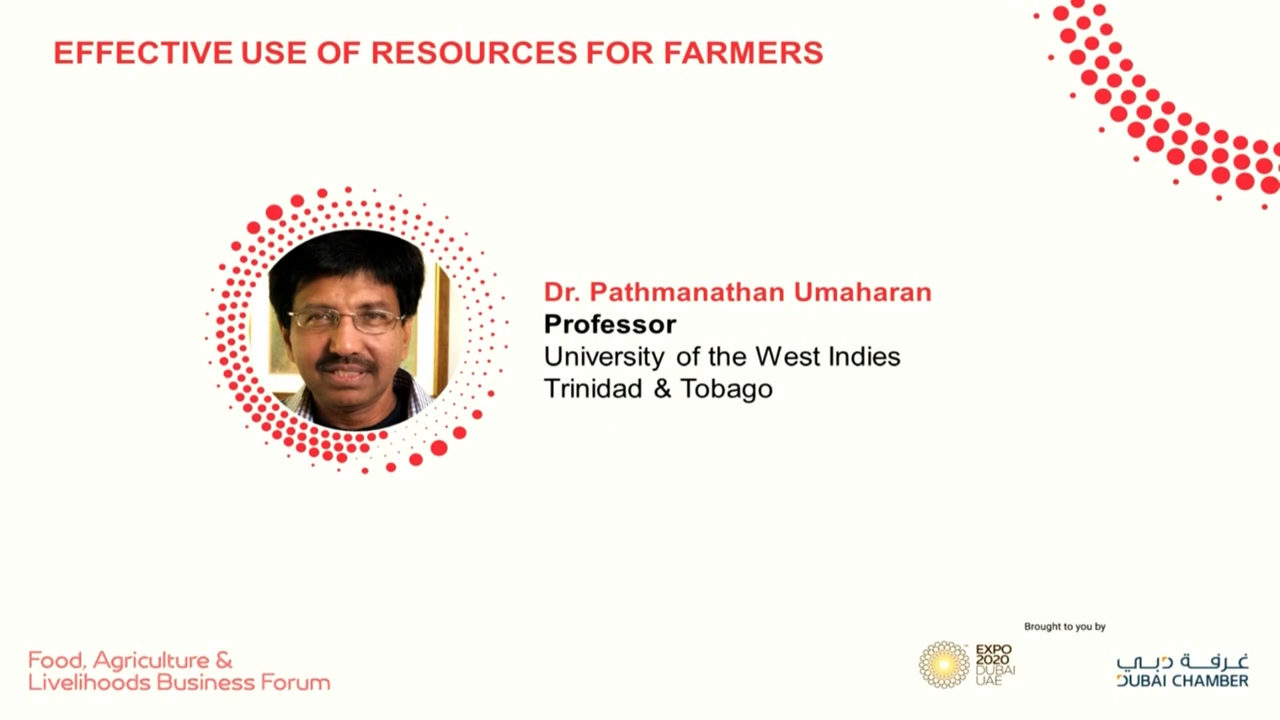 EFFECTIVE USE OF RESOURCES FOR FARMERS
Dr. Pathmanathan Umaharan
Professor
University of the West Indies
Trinidad & Tobago
Food, Agriculture &
Livelihoods Business Forum
Brought to you by
EXPO
2020
DUBAI
UAE
غرفة دبي
DUBAI CHAMBER